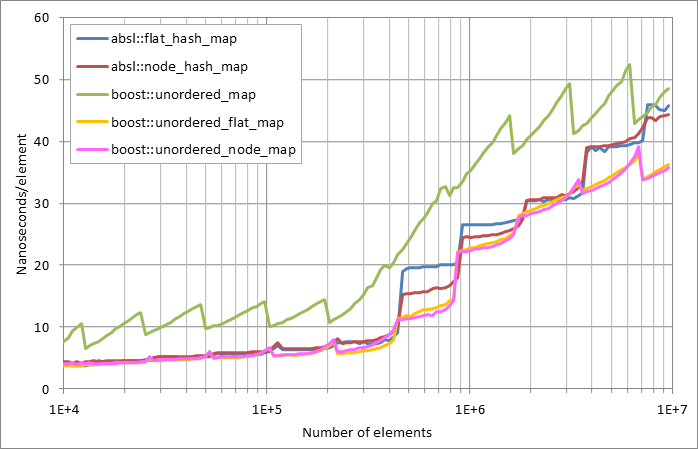 60
50
40
30
20
10
0
Nanoseconds/element
absl::flat_hash_map
absl::node_hash_map
boost::unordered_map
boost::unordered_flat_map
boost::unordered_node_map
1E+4
1E+5
1E+6
1E+7
Number of elements